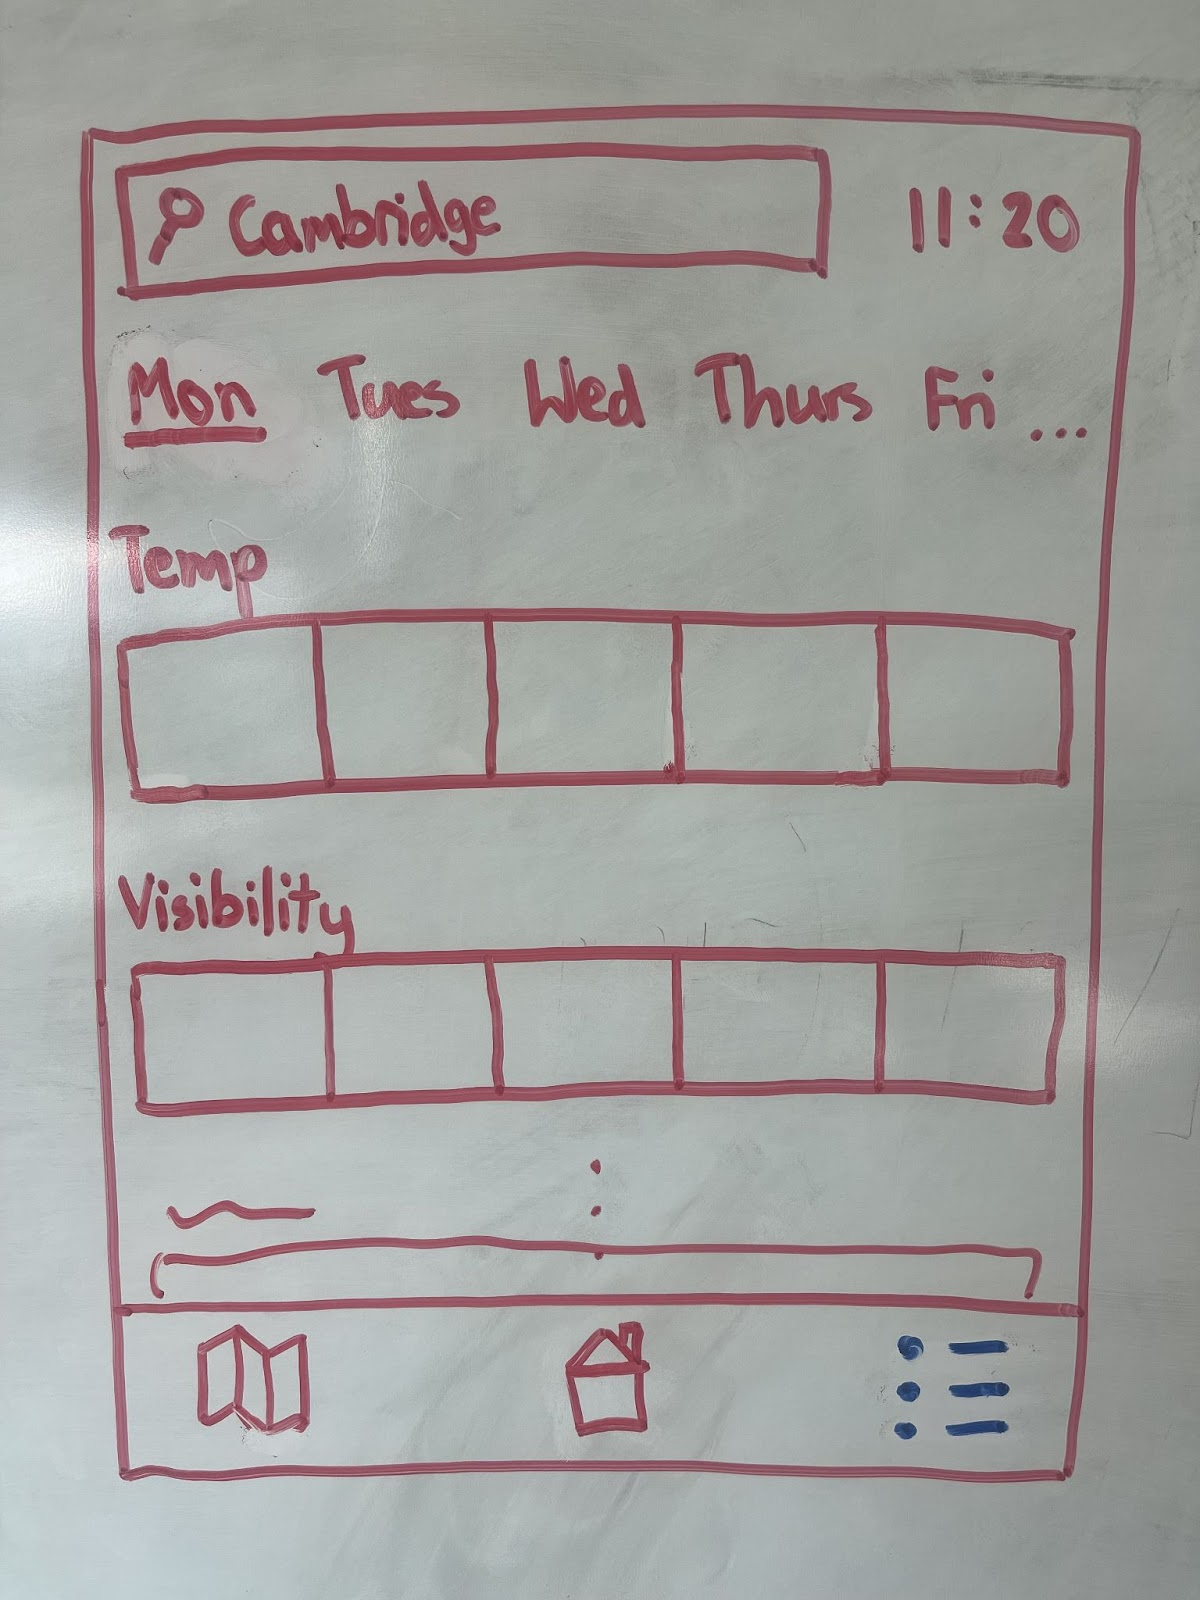 Cambridge 11:20
Mon Tues Wed Thurs Fri ...
Temp
Visibility